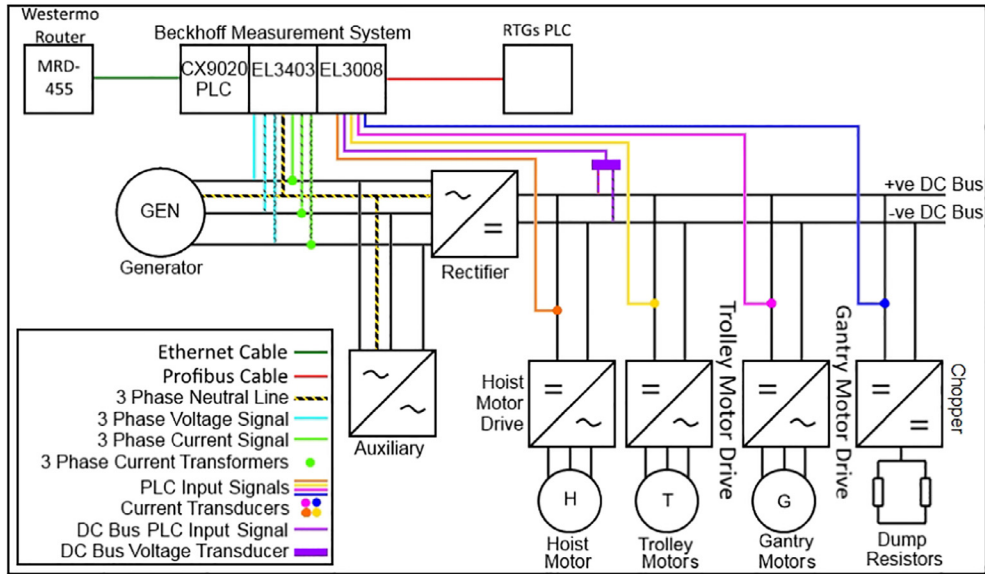 Westermo
Router
MRD-
455
Beckhoff Measurement System
CX9020
PLC
EL3403
EL3008
RTGs PLC
GEN
Generator
Rectifier
+ve DC Bus
-ve DC Bus
Auxiliary
Hoist
Motor
Drive
Trolley Motor Drive
Gantry Motor Drive
Chopper
H
T
G
Hoist
Motor
Trolley
Motors
Gantry
Motors
Dump
Resistors
Ethernet Cable
Profibus Cable
3 Phase Neutral Line
3 Phase Voltage Signal
3 Phase Current Signal
3 Phase Current Transformers
PLC Input Signals
Current Transducers
DC Bus PLC Input Signal
DC Bus Voltage Transducer